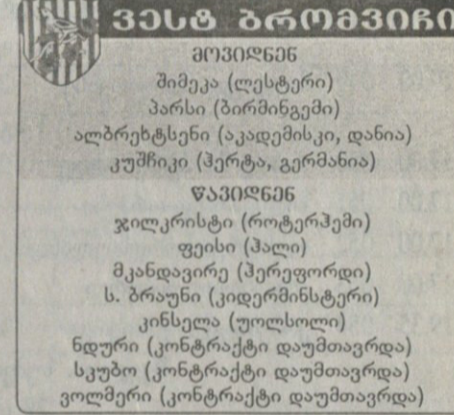 ვესტ ბრომვიჩი
მოვიდნენ
შიმეკა (ლესტერი)
პარსი (ბირმინგემი)
ალბრეხტსენი (აკადემისკი, დანია)
კუშჩიკი (ჰერტა, გერმანია)
წავიდნენ
ჯილკრისტი (როტერჰემი)
ფეისი (ჰალი)
მკანდავირე (ჰერეფორდი)
ს. ბრაუნი (კიდერმინსტერი)
კინსელა (უოლსოლი)
ნდური (კონტრაქტი დაუმთავრდა)
სკუბო (კონტრაქტი დაუმთავრდა)
ვოლმერი (კონტრაქტი დაუმთავრდა)